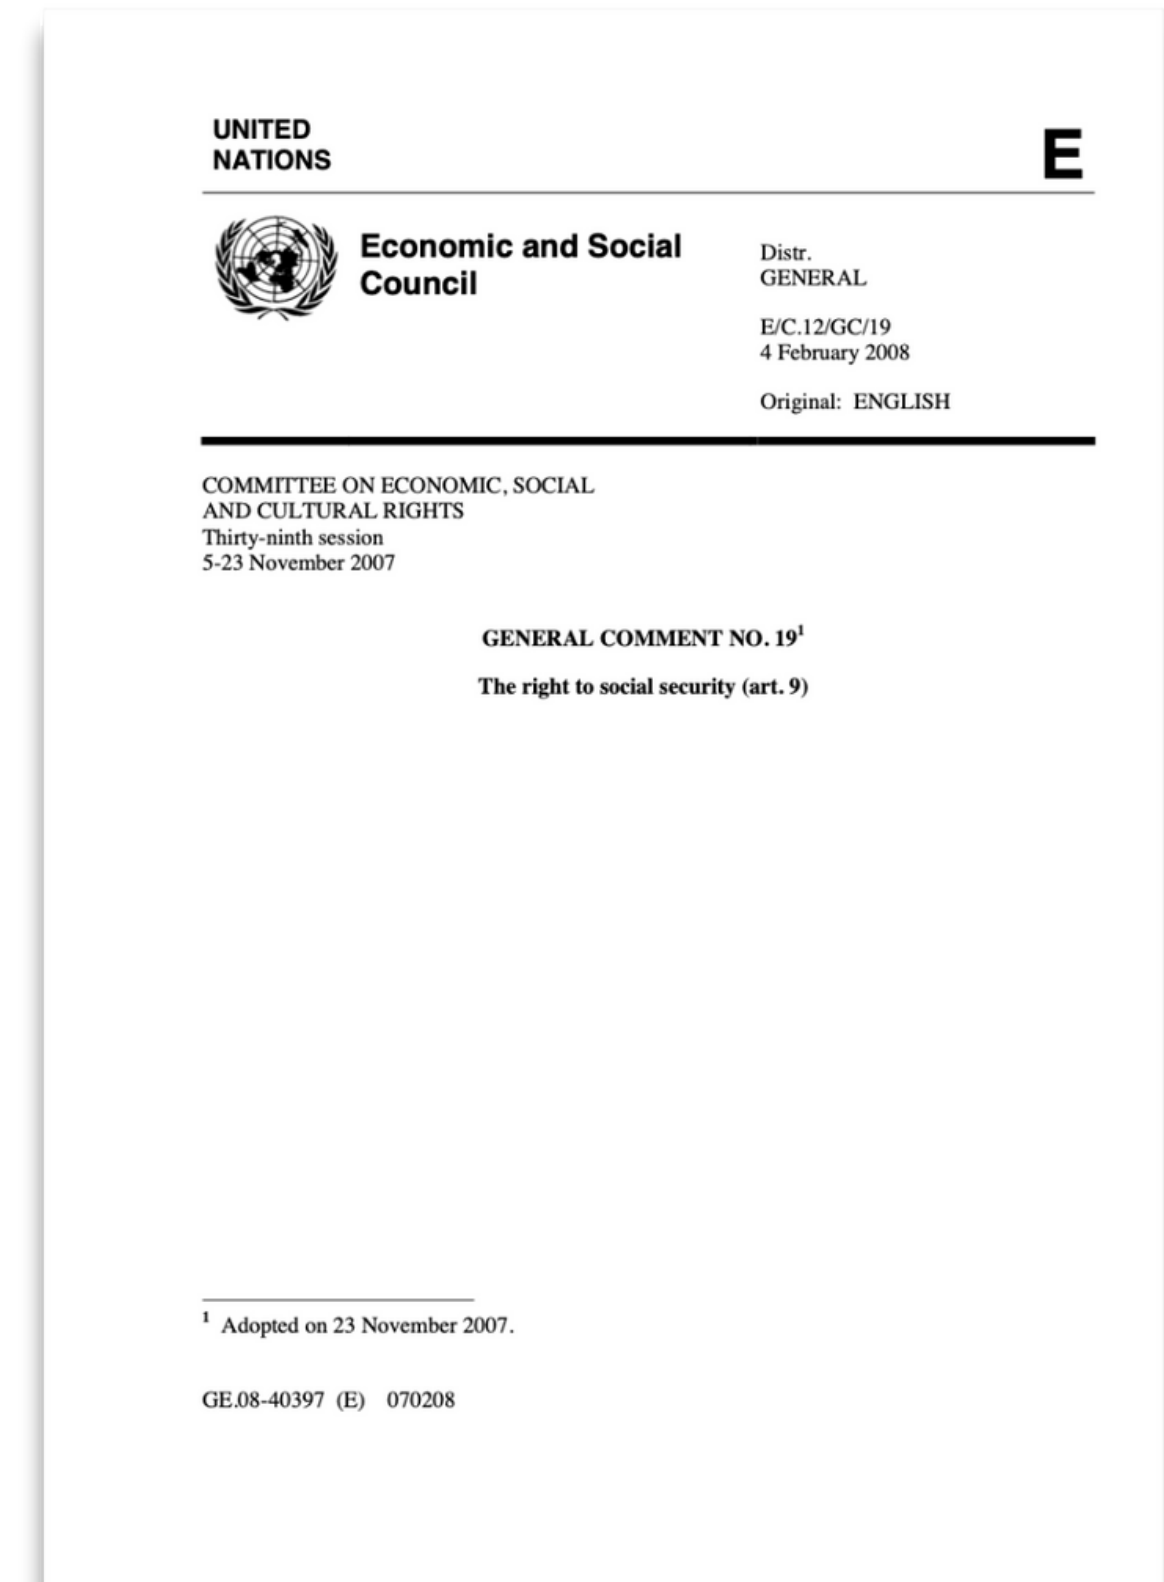 UNITED
NATIONS
E
Economic and Social
Council
Distr.
GENERAL
E/C.12/GC/19
4 February 2008
Original:  ENGLISH
COMMITTEE ON ECONOMIC, SOCIAL
AND CULTURAL RIGHTS
Thirty-ninth session
5-23 November 2007
GENERAL COMMENT NO. 19¹
The right to social security (art. 9)
¹  Adopted on 23 November 2007.
GE.08-40397  (E)    070208